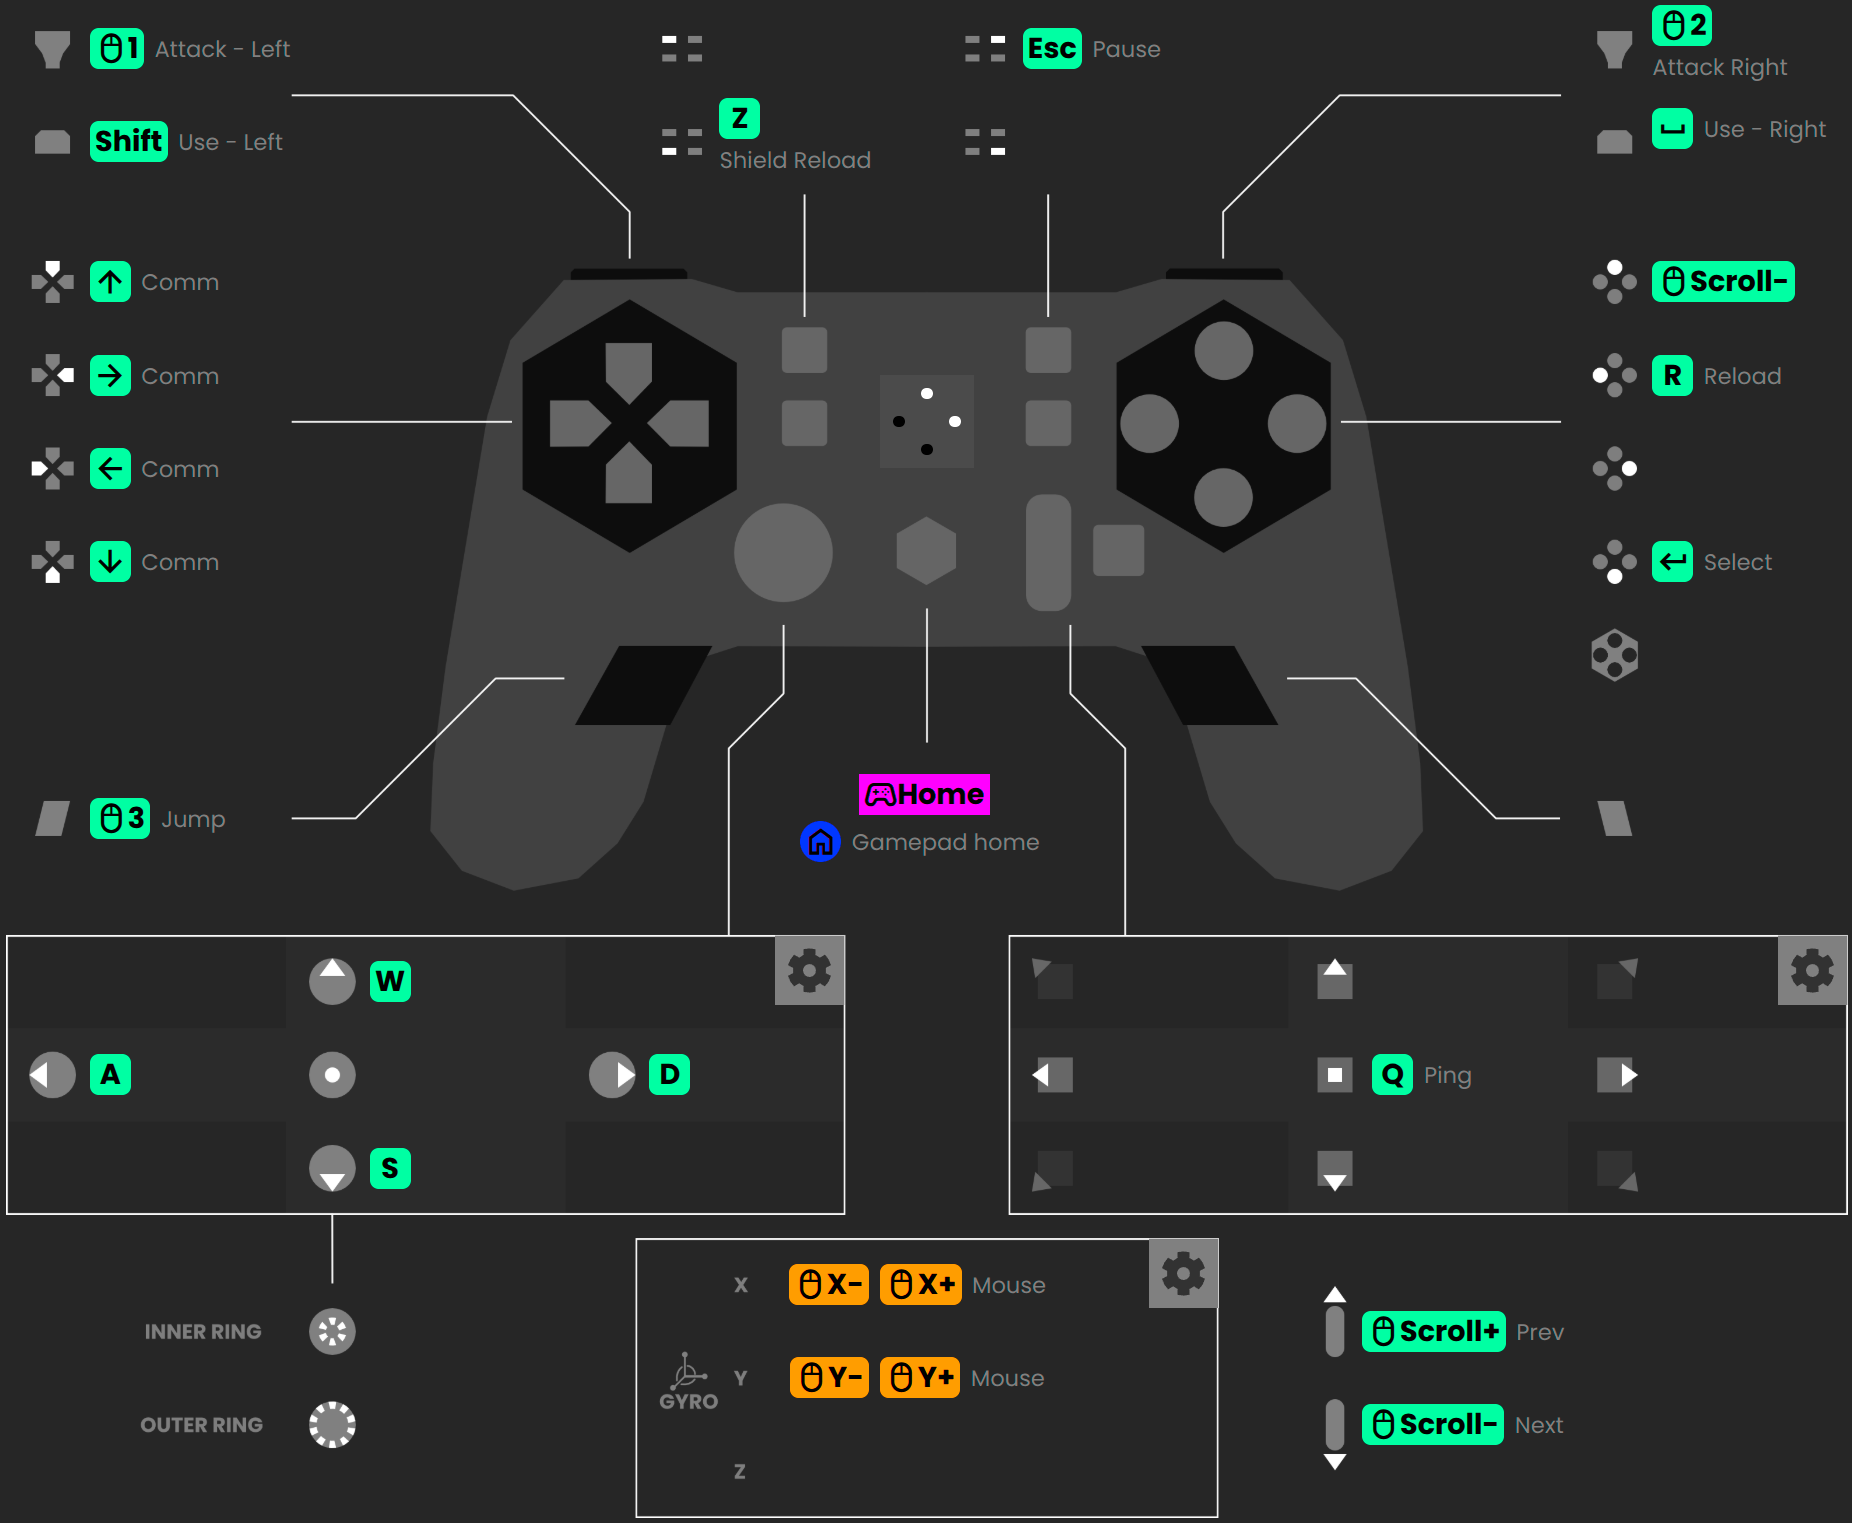 1 Attack - Left
Esc Pause
2
Attack Right
Z
Shield Reload
Shift Use - Left
Use - Right
Comm
Scroll-
Comm
R Reload
Comm
Comm
Select
3 Jump
Home
Gamepad home
W
A
D
S
Q Ping
X X- X+ Mouse
INNER RING
Scroll+ Prev
GYRO
Y Y- Y+ Mouse
OUTER RING
Scroll- Next
Z